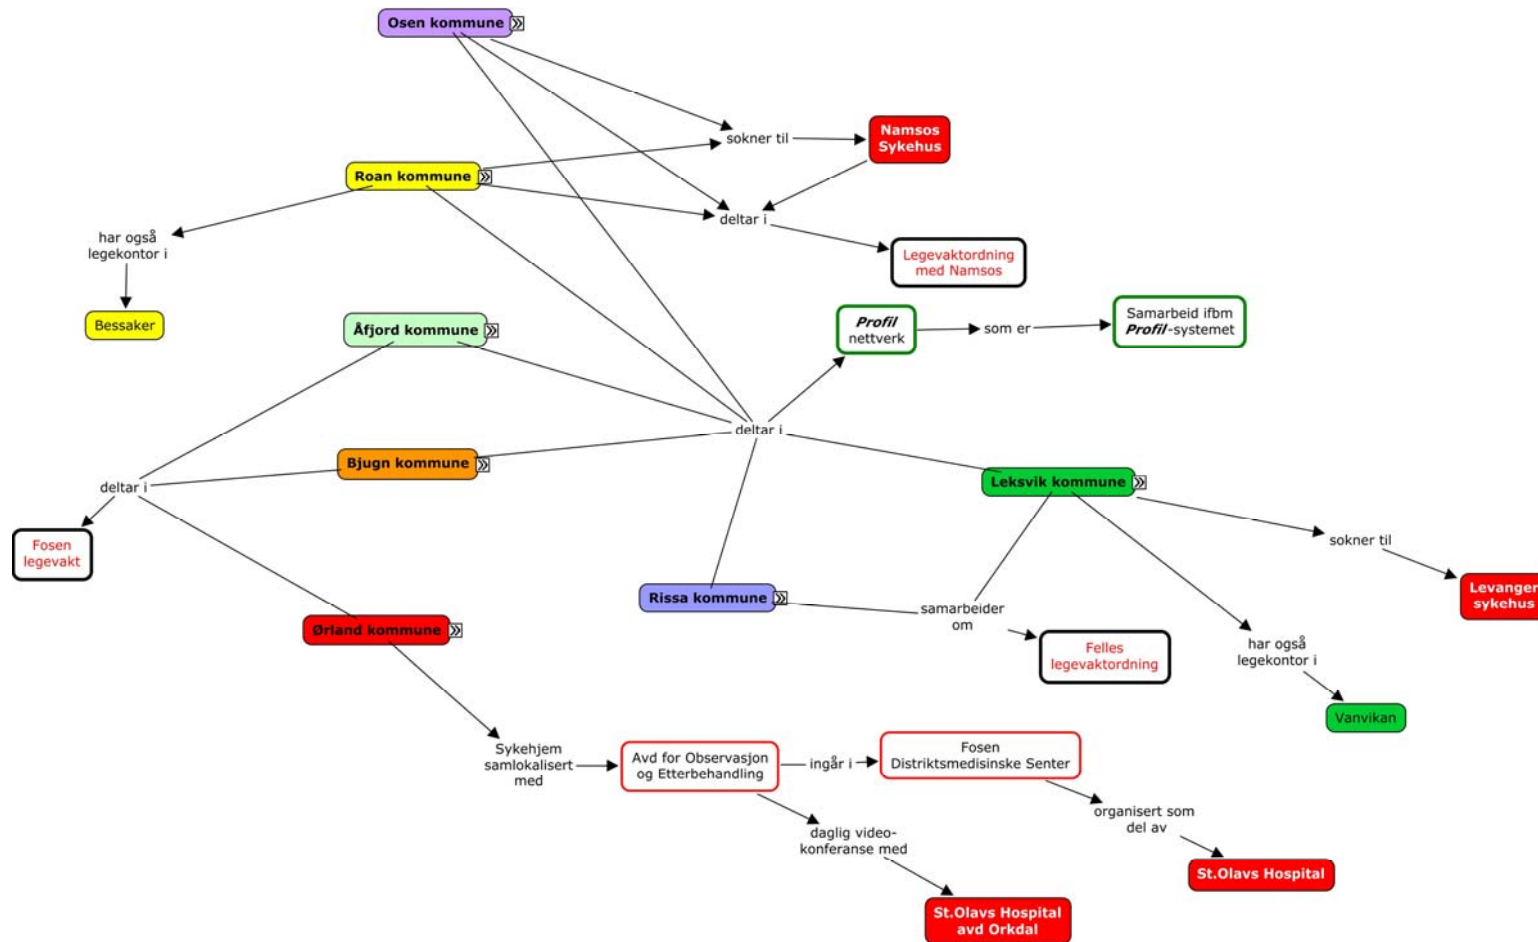 Osen kommune
sokner til
Namsos
Sykehus
Roan kommune
deltar i
har også
legekontor i
Legevaktordning
med Namsos
Bessaker
Åfjord kommune
Profil
nettverk
som er
Samarbeid ifbm
Profil-systemet
deltar i
Bjugn kommune
Leksvik kommune
deltar i
Fosen
legevakt
sokner til
Levanger
sykehus
Rissa kommune
samarbeider
om
Ørland kommune
Felles
legevaktordning
har også
legekontor i
Vanvikan
Sykehjem
samlokalisert
med
Avd for Observasjon
og Etterbehandling
ingår i
Fosen
Distriktsmedisinske Senter
organisert som
del av
daglig video-
konferanse med
St.Olavs Hospital
St.Olavs Hospital
avd Orkdal